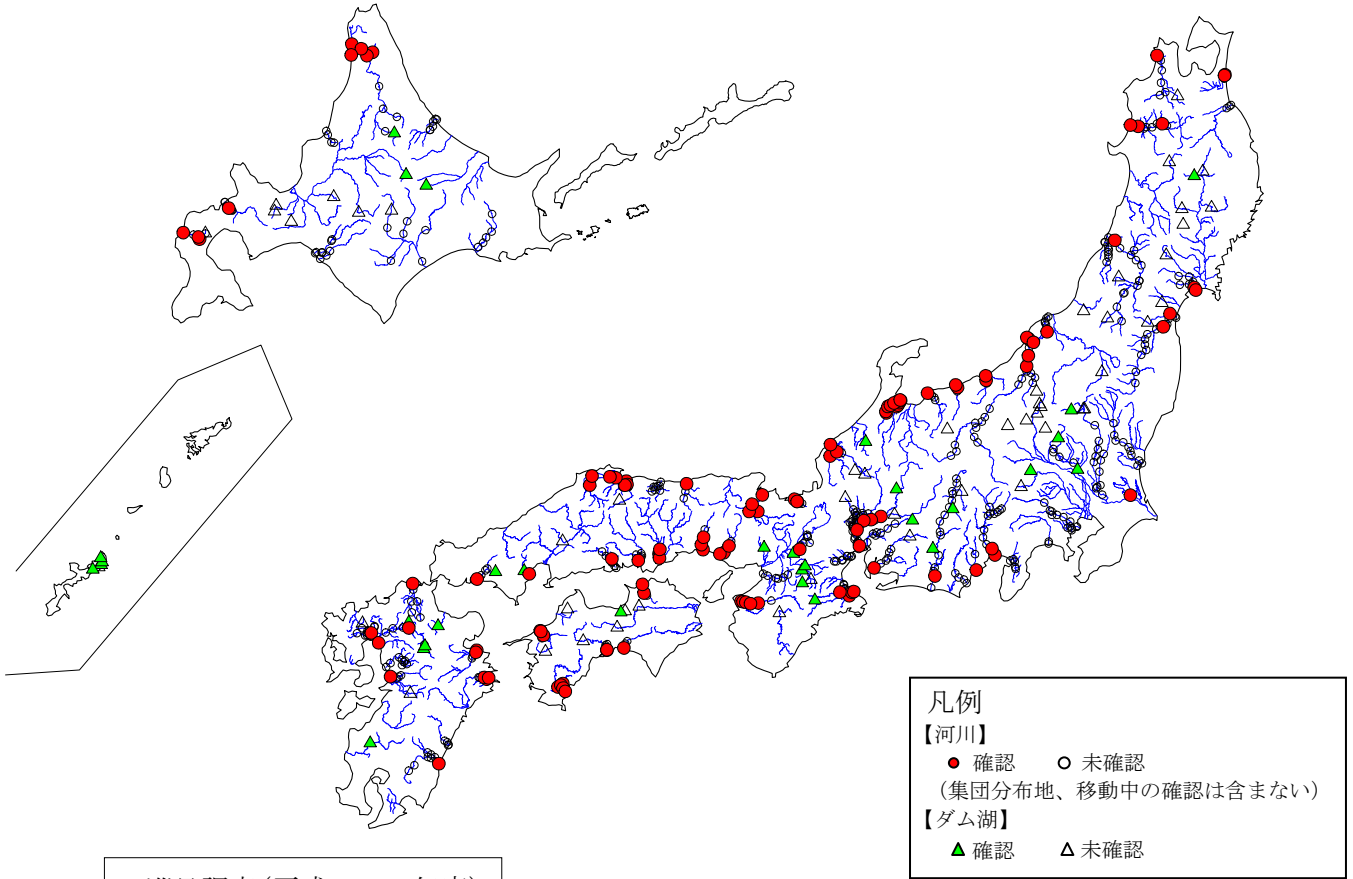 凡例
【河川】
確認 未確認
（集団分布地、移動中の確認は含まない）
【ダム湖】
確認 未確認